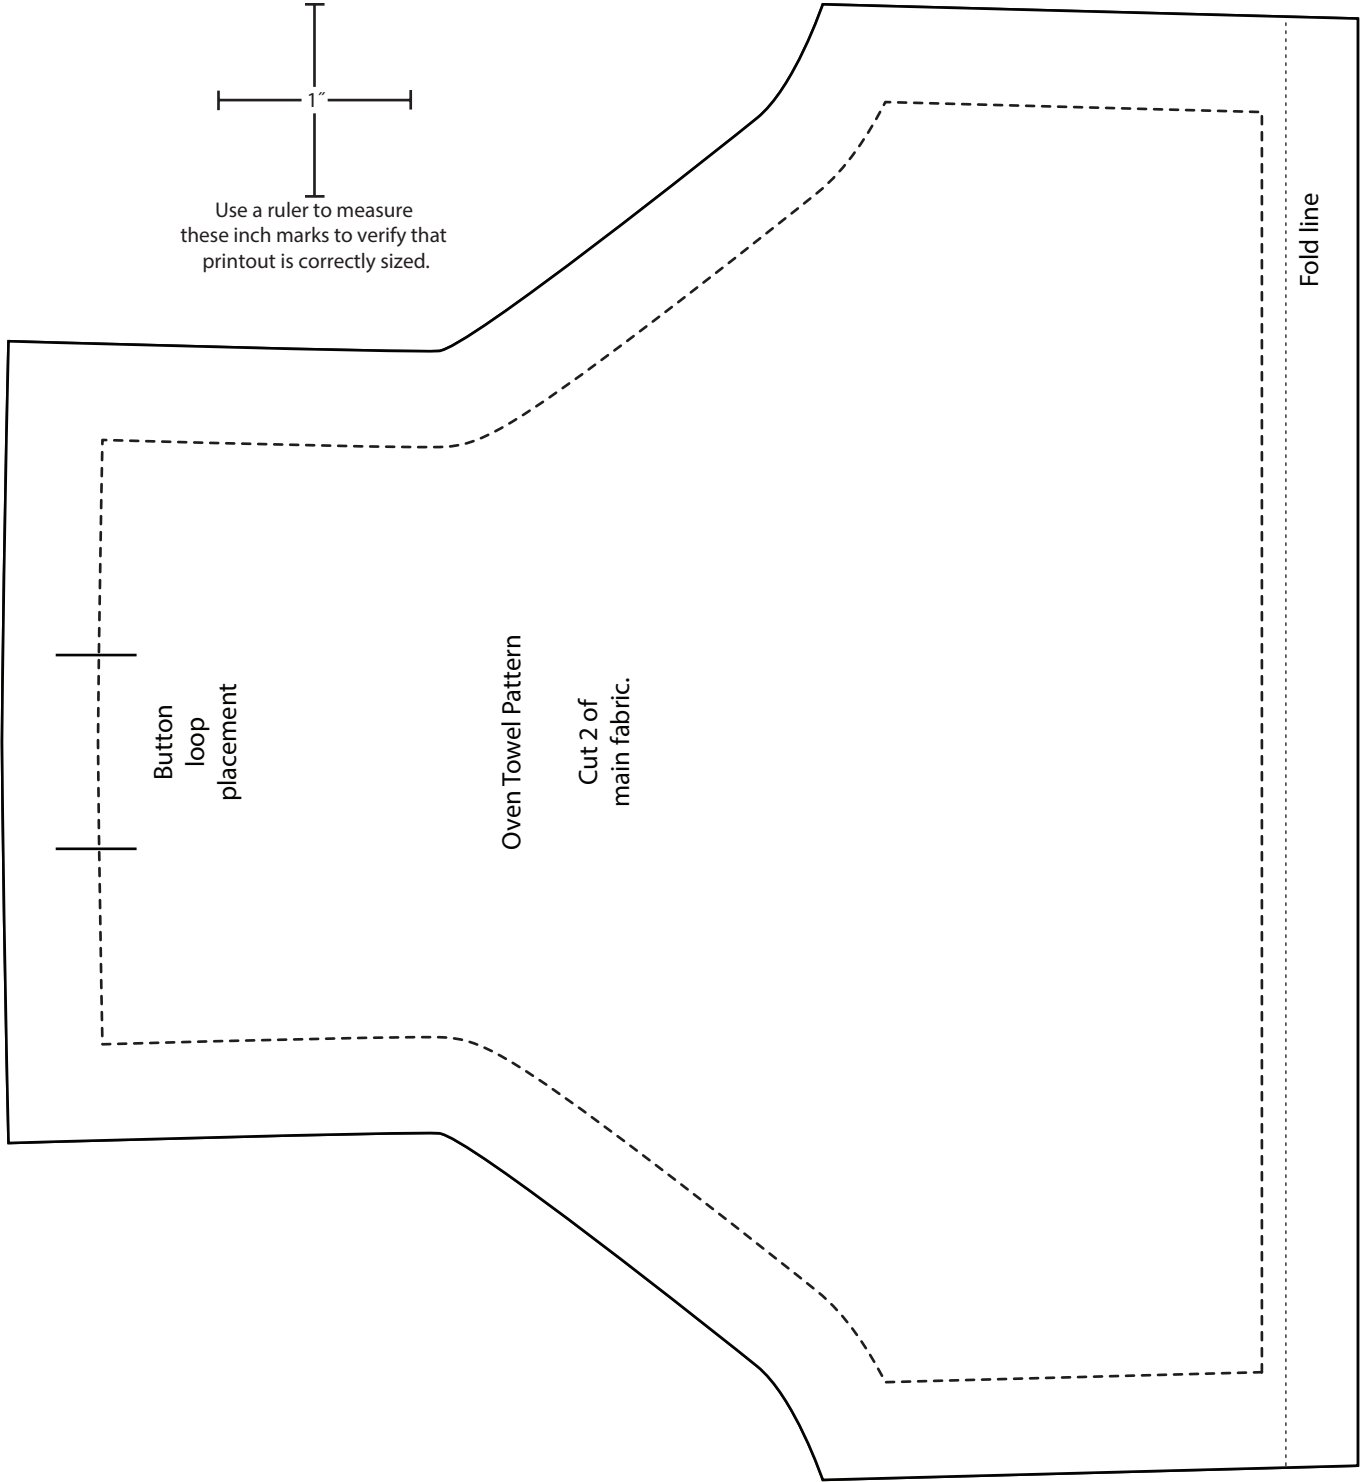 1″
Use a ruler to measure
these inch marks to verify that
printout is correctly sized.
Fold line
Button
loop
placement
Oven Towel Pattern
Cut 2 of
main fabric.